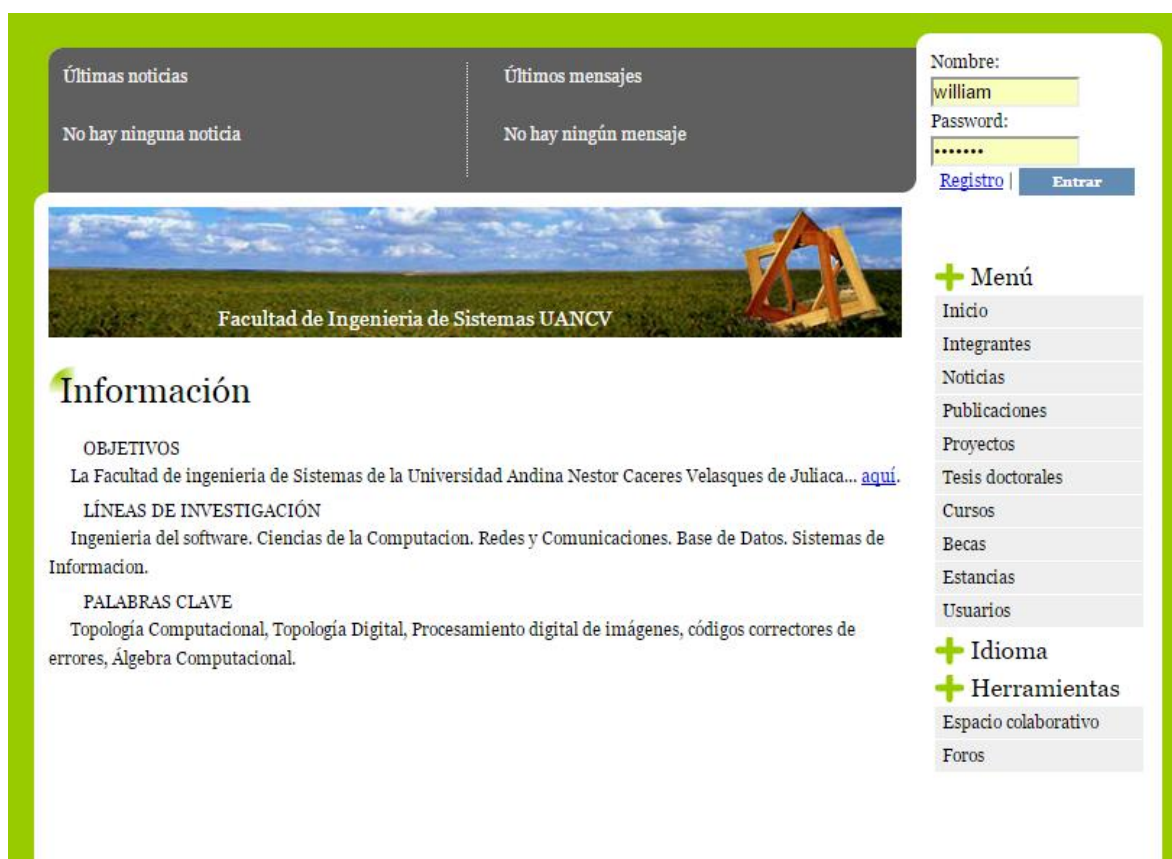 Últimas noticias
No hay ninguna noticia
Últimos mensajes
No hay ningún mensaje
Nombre:
william
Password:
•••••••
Registro | Entrar
Facultad de Ingenieria de Sistemas UANCV
Información
OBJETIVOS
La Facultad de ingenieria de Sistemas de la Universidad Andina Nestor Caceres Velasques de Juliaca... aquí.
LÍNEAS DE INVESTIGACIÓN
Ingenieria del software. Ciencias de la Computacion. Redes y Comunicaciones. Base de Datos. Sistemas de
Informacion.
PALABRAS CLAVE
Topología Computacional, Topología Digital, Procesamiento digital de imágenes, códigos correctores de
errores, Álgebra Computacional.
Menú
Inicio
Integrantes
Noticias
Publicaciones
Proyectos
Tesis doctorales
Cursos
Becas
Estancias
Usuarios
Idioma
Herramientas
Espacio colaborativo
Foros